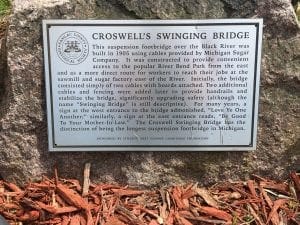 CROSWELL'S SWINGING BRIDGE
This suspension footbridge over the Black River was
built in 1905 using cables provided by Michigan Sugar
Company. It was constructed to provide convenient
access to the popular River Bend Park from the east
and as a more direct route for workers to reach their jobs at the
sawmill and sugar factory east of the River. Initially, the bridge
consisted simply of two cables with boards attached. Two additional
cables and fencing were added later to provide handrails and
stabilize the bridge, significantly upgrading safety (although the
name "Swinging Bridge" is still descriptive). For many years, a
sign at the west entrance to the bridge admonished, "Love Ye One
Another;" similarly, a sign at the east entrance reads, "Be Good
To Your Mother-In-Law." The Croswell Swinging Bridge has the
distinction of being the longest suspension footbridge in Michigan.